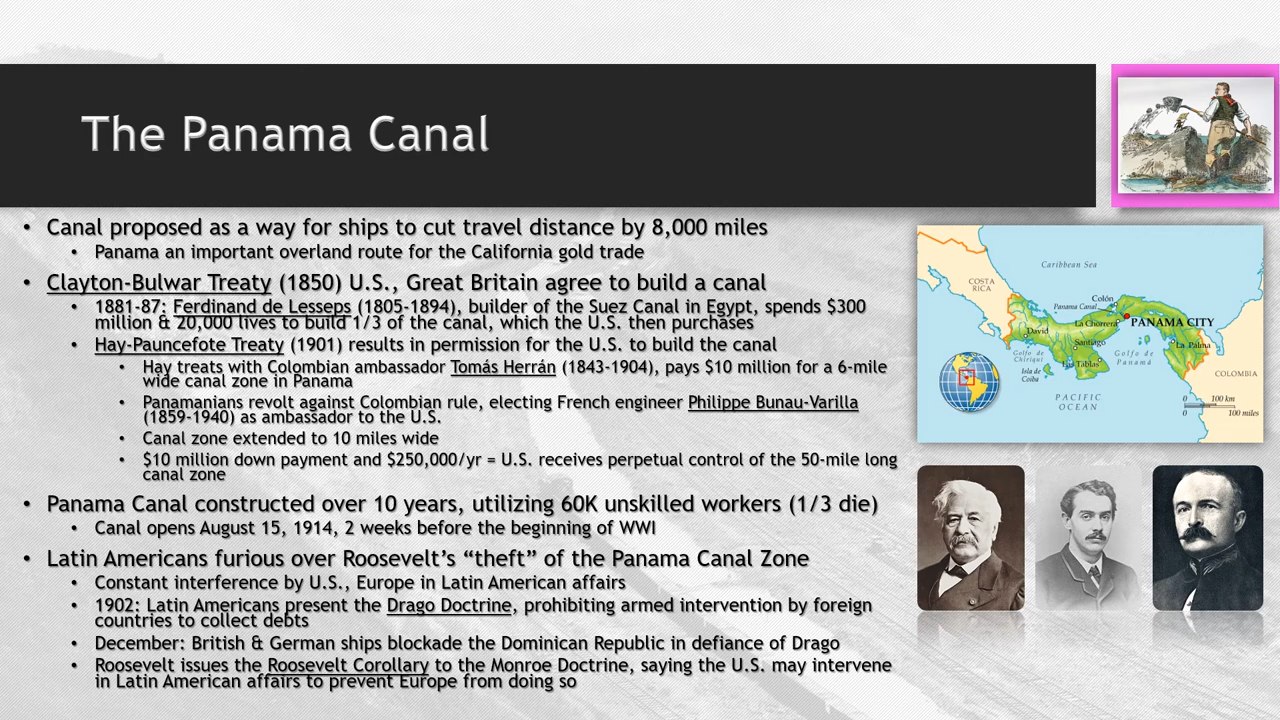 The Panama Canal
• Canal proposed as a way for ships to cut travel distance by 8,000 miles
• Panama an important overland route for the California gold trade
• Clayton-Bulwar Treaty (1850) U.S., Great Britain agree to build a canal
• 1881-87: Ferdinand de Lesseps (1805-1894), builder of the Suez Canal in Egypt, spends $300
million & 20,000 lives to build 1/3 of the canal, which the U.S. then purchases
• Hay-Pauncefote Treaty (1901) results in permission for the U.S. to build the canal
• Hay treats with Colombian ambassador Tomás Herrán (1843-1904), pays $10 million for a 6-mile
wide canal zone in Panama
• Panamanians revolt against Colombian rule, electing French engineer Philippe Bunau-Varilla
(1859-1940) as ambassador to the U.S.
• Canal zone extended to 10 miles wide
• $10 million down payment and $250,000/yr = U.S. receives perpetual control of the 50-mile long
canal zone
• Panama Canal constructed over 10 years, utilizing 60K unskilled workers (1/3 die)
• Canal opens August 15, 1914, 2 weeks before the beginning of WWI
• Latin Americans furious over Roosevelt’s “theft” of the Panama Canal Zone
• Constant interference by U.S., Europe in Latin American affairs
• 1902: Latin Americans present the Drago Doctrine, prohibiting armed intervention by foreign
countries to collect debts
• December: British & German ships blockade the Dominican Republic in defiance of Drago
• Roosevelt issues the Roosevelt Corollary to the Monroe Doctrine, saying the U.S. may intervene
in Latin American affairs to prevent Europe from doing so
Caribbean Sea
COSTA
RICA
Colón
Panama Canal
La Chorrera
PANAMA CITY
David
Santiago
La Palma
Golfo de
Chiriquí
Golfo de
Panamá
Las Tablas
Isla de
Coiba
COLOMBIA
PACIFIC
OCEAN
0 100 km
0 100 miles